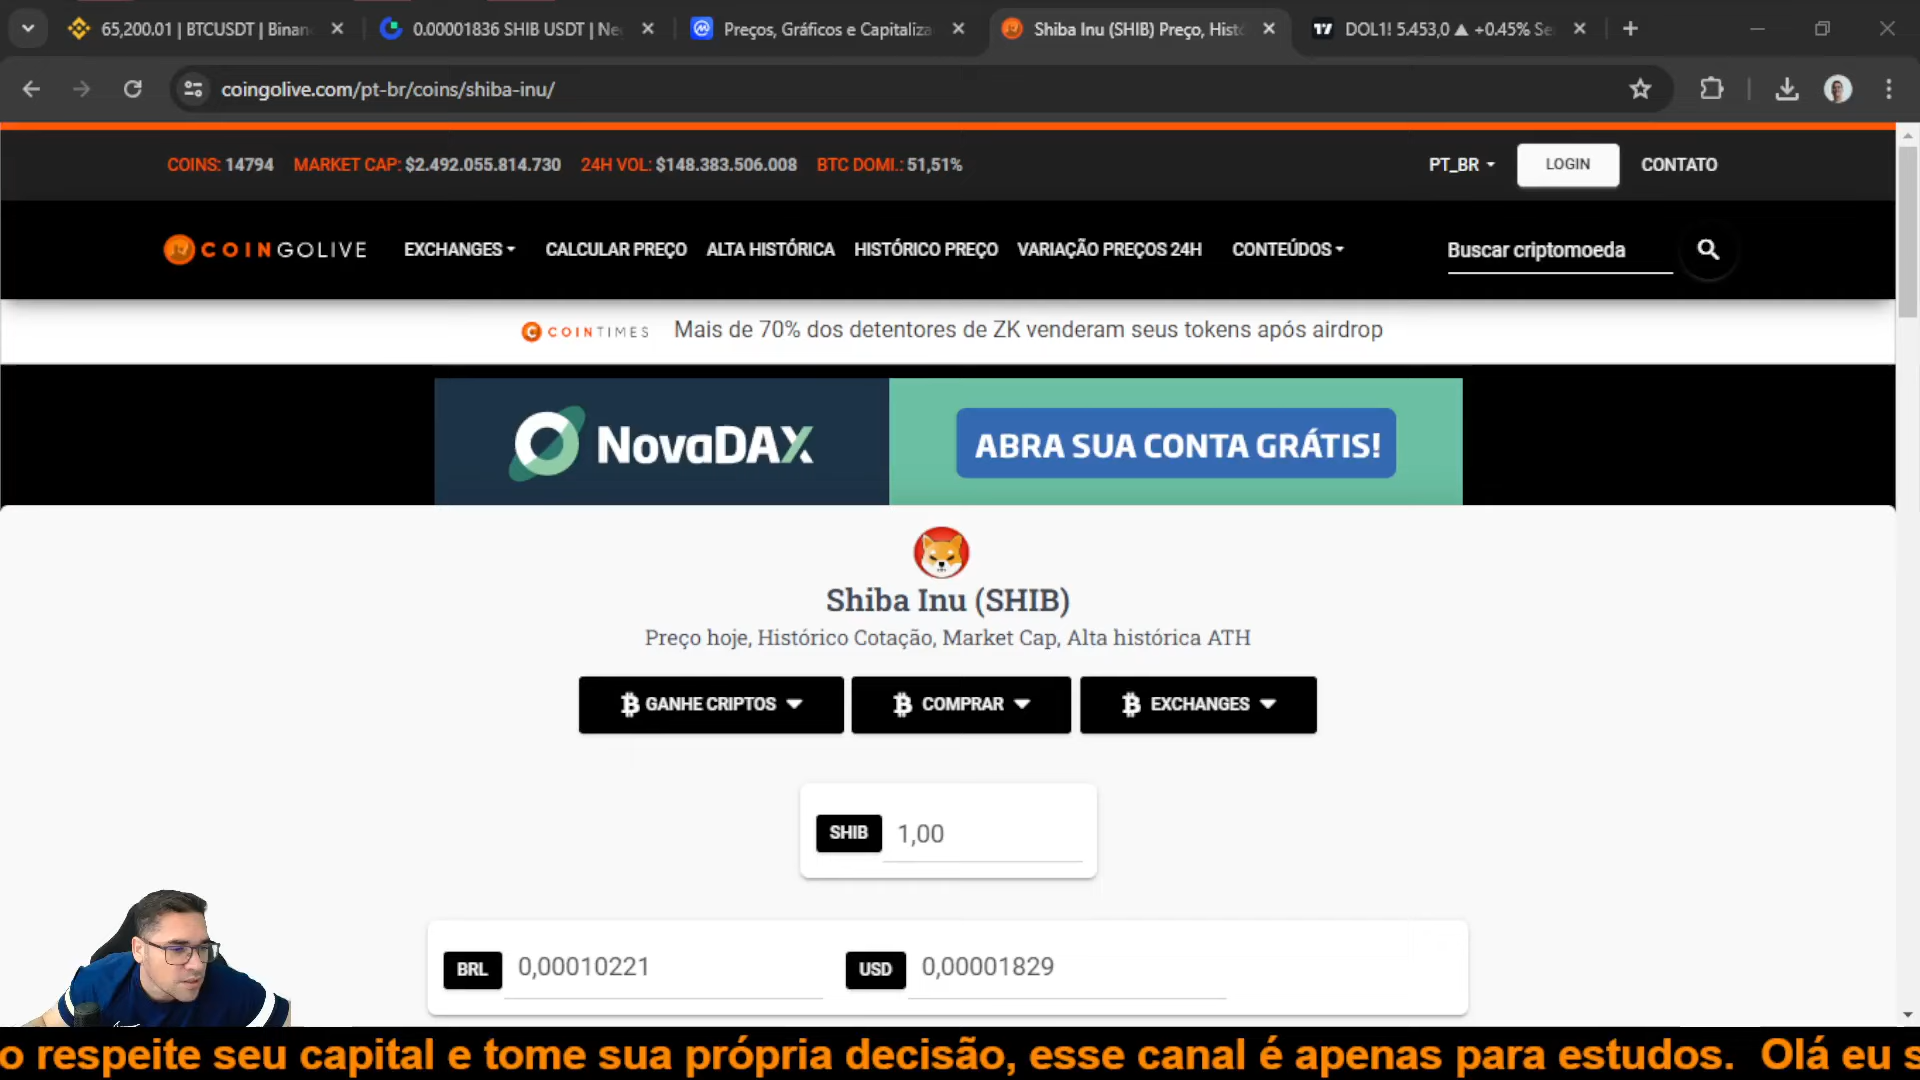 65,200.01 | BTCUSDT | Binan
0.00001836 SHIB USDT | Ne
Preços, Gráficos e Capitaliza
Shiba Inu (SHIB) Preço, Histó
DOL1! 5.453,0 ▲ +0.45% Se
coingolive.com/pt-br/coins/shiba-inu/
COINS: 14794 MARKET CAP: $2.492.055.814.730 24H VOL: $148.383.506.008 BTC DOMI.: 51,51%
PT_BR LOGIN CONTATO
COINGOLIVE EXCHANGES CALCULAR PREÇO ALTA HISTÓRICA HISTÓRICO PREÇO VARIAÇÃO PREÇOS 24H CONTEÚDOS Buscar criptomoeda
COINTIMES Mais de 70% dos detentores de ZK venderam seus tokens após airdrop
NovaDAX ABRA SUA CONTA GRÁTIS!
Shiba Inu (SHIB)
Preço hoje, Histórico Cotação, Market Cap, Alta histórica ATH
GANHE CRIPTOS COMPRAR EXCHANGES
SHIB 1,00
BRL 0,00010221 USD 0,00001829
o respeite seu capital e tome sua própria decisão, esse canal é apenas para estudos. Olá eu s